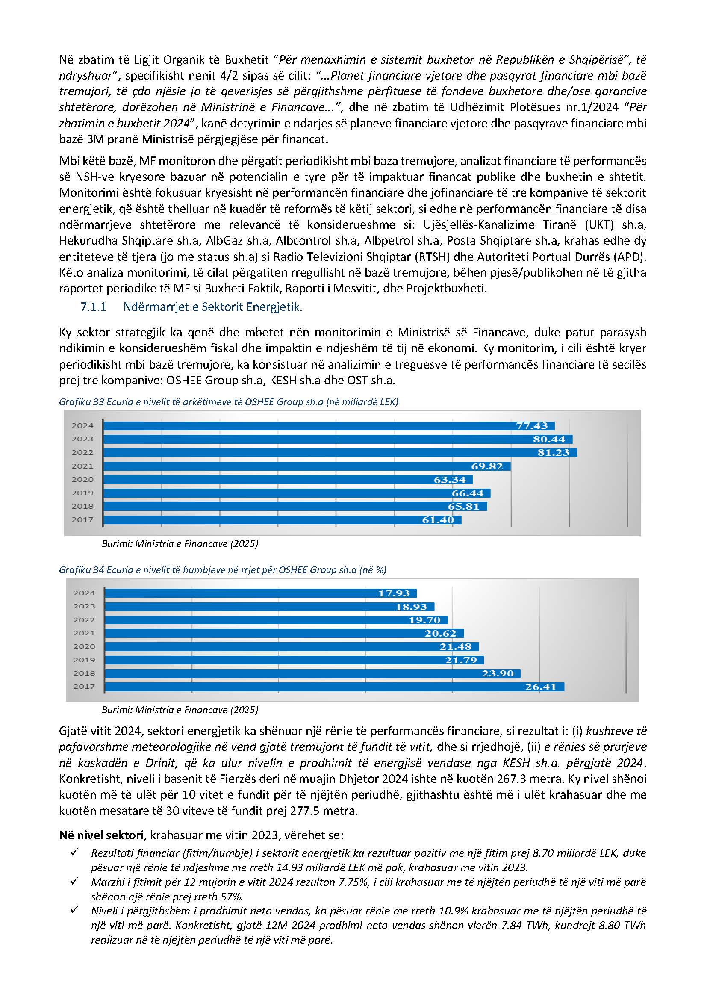 Në zbatim të Ligjit Organik të Buxhetit “Për menaxhimin e sistemit buxhetor në Republikën e Shqipërisë”, të
ndryshuar”, specifikisht nenit 4/2 sipas së cilit: “...Planet financiare vjetore dhe pasqyrat financiare mbi bazë
tremujori, të çdo njësie jo të qeverisjes së përgjithshme përfituese të fondeve buxhetore dhe/ose garancive
shtetërore, dorëzohen në Ministrinë e Financave...”, dhe në zbatim të Udhëzimit Plotësues nr.1/2024 “Për
zbatimin e buxhetit 2024”, kanë detyrimin e ndarjes së planeve financiare vjetore dhe pasqyrave financiare mbi
bazë 3M pranë Ministrisë përgjegjëse për financat.
Mbi këtë bazë, MF monitoron dhe përgatit periodikisht mbi baza tremujore, analizat financiare të performancës
së NSH-ve kryesore bazuar në potencialin e tyre për të impaktuar financat publike dhe buxhetin e shtetit.
Monitorimi është fokusuar kryesisht në performancën financiare dhe jofinanciare të tre kompanive të sektorit
energjetik, që është thelluar në kuadër të reformës të këtij sektori, si edhe në performancën financiare të disa
ndërmarrjeve shtetërore me relevancë të konsiderueshme si: Ujësjellës-Kanalizime Tiranë (UKT) sh.a,
Hekurudha Shqiptare sh.a, AlbGaz sh.a, Albcontrol sh.a, Albpetrol sh.a, Posta Shqiptare sh.a, krahas edhe dy
entiteteve të tjera (jo me status sh.a) si Radio Televizioni Shqiptar (RTSH) dhe Autoriteti Portual Durrës (APD).
Këto analiza monitorimi, të cilat përgatiten rregullisht në bazë tremujore, bëhen pjesë/publikohen në të gjitha
raportet periodike të MF si Buxheti Faktik, Raporti i Mesvitit, dhe Projektbuxheti.
7.1.1 Ndërmarrjet e Sektorit Energjetik.
Ky sektor strategjik ka qenë dhe mbetet nën monitorimin e Ministrisë së Financave, duke patur parasysh
ndikimin e konsiderueshëm fiskal dhe impaktin e ndjeshëm të tij në ekonomi. Ky monitorim, i cili është kryer
periodikisht mbi bazë tremujore, ka konsistuar në analizimin e treguesve të performancës financiare të secilës
prej tre kompanive: OSHEE Group sh.a, KESH sh.a dhe OST sh.a.
Grafiku 33 Ecuria e nivelit të arkëtimeve të OSHEE Group sh.a (në miliardë LEK)
2024 77.43
2023 80.44
2022 81.23
2021 69.82
2020 63.34
2019 66.44
2018 65.81
2017 61.40
Burimi: Ministria e Financave (2025)
Grafiku 34 Ecuria e nivelit të humbjeve në rrjet për OSHEE Group sh.a (në %)
2024 17.93
2023 18.93
2022 19.70
2021 20.62
2020 21.48
2019 21.79
2018 23.90
2017 26.41
Burimi: Ministria e Financave (2025)
Gjatë vitit 2024, sektori energjetik ka shënuar një rënie të performancës financiare, si rezultat i: (i) kushteve të
pafavorshme meteorologjike në vend gjatë tremujorit të fundit të vitit, dhe si rrjedhojë, (ii) e rënies së prurjeve
në kaskadën e Drinit, që ka ulur nivelin e prodhimit të energjisë vendase nga KESH sh.a. përgjatë 2024.
Konkretisht, niveli i basenit të Fierzës deri në muajin Dhjetor 2024 ishte në kuotën 267.3 metra. Ky nivel shënoi
kuotën më të ulët për 10 vitet e fundit për të njëjtën periudhë, gjithashtu është më i ulët krahasuar dhe me
kuotën mesatare të 30 viteve të fundit prej 277.5 metra.
Në nivel sektori, krahasuar me vitin 2023, vërehet se:
✓ Rezultati financiar (fitim/humbje) i sektorit energjetik ka rezultuar pozitiv me një fitim prej 8.70 miliardë LEK, duke
pësuar një rënie të ndjeshme me rreth 14.93 miliardë LEK më pak, krahasuar me vitin 2023.
✓ Marzhi i fitimit për 12 mujorin e vitit 2024 rezulton 7.75%, i cili krahasuar me të njëjtën periudhë të një viti më parë
shënon një rënie prej rreth 57%.
✓ Niveli i përgjithshëm i prodhimit neto vendas, ka pësuar rënie me rreth 10.9% krahasuar me të njëjtën periudhë të
një viti më parë. Konkretisht, gjatë 12M 2024 prodhimi neto vendas shënon vlerën 7.84 TWh, kundrejt 8.80 TWh
realizuar në të njëjtën periudhë të një viti më parë.